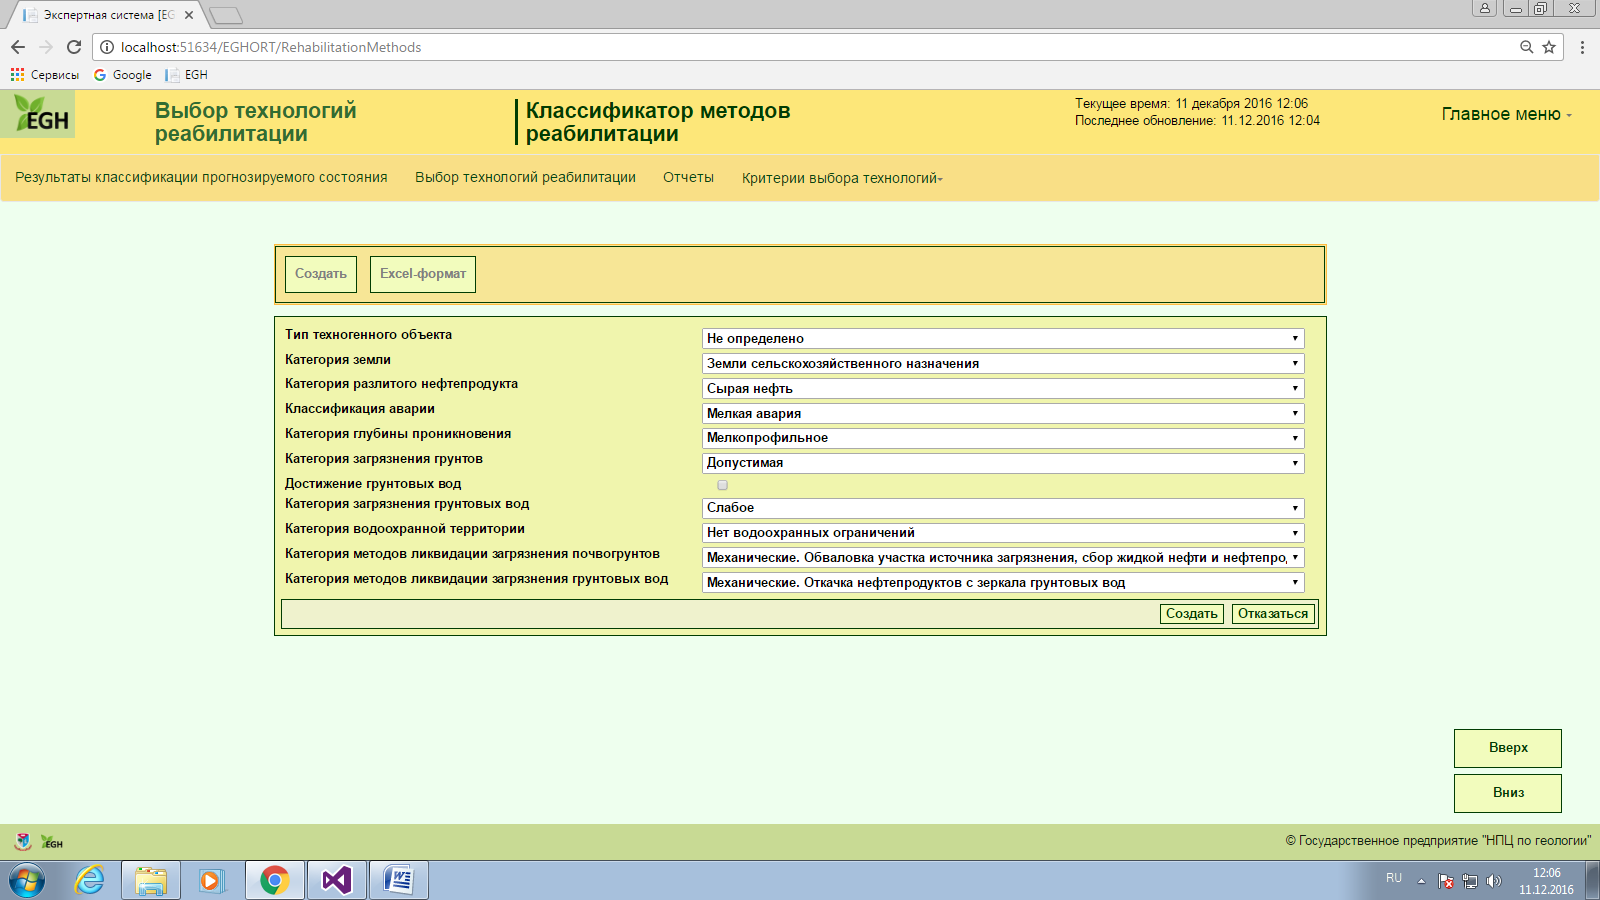 Экспертная система [EG
localhost:51634/EGHORT/RehabilitationMethods
Сервисы Google EGH
EGH
Выбор технологий
реабилитации
Классификатор методов
реабилитации
Текущее время: 11 декабря 2016 12:06
Последнее обновление: 11.12.2016 12:04
Главное меню
Результаты классификации прогнозируемого состояния Выбор технологий реабилитации Отчеты Критерии выбора технологий
Создать Excel-формат
Тип техногенного объекта Не определено
Категория земли Земли сельскохозяйственного назначения
Категория разлитого нефтепродукта Сырая нефть
Классификация аварии Мелкая авария
Категория глубины проникновения Мелкопрофильное
Категория загрязнения грунтов Допустимая
Достижение грунтовых вод
Категория загрязнения грунтовых вод Слабое
Категория водоохранной территории Нет водоохранных ограничений
Категория методов ликвидации загрязнения почвогрунтов Механические. Обваловка участка источника загрязнения, сбор жидкой нефти и нефтепро,
Категория методов ликвидации загрязнения грунтовых вод Механические. Откачка нефтепродуктов с зеркала грунтовых вод
Создать Отказаться
Вверх
Вниз
EGH
© Государственное предприятие "НПЦ по геологии"
RU
12:06
11.12.2016